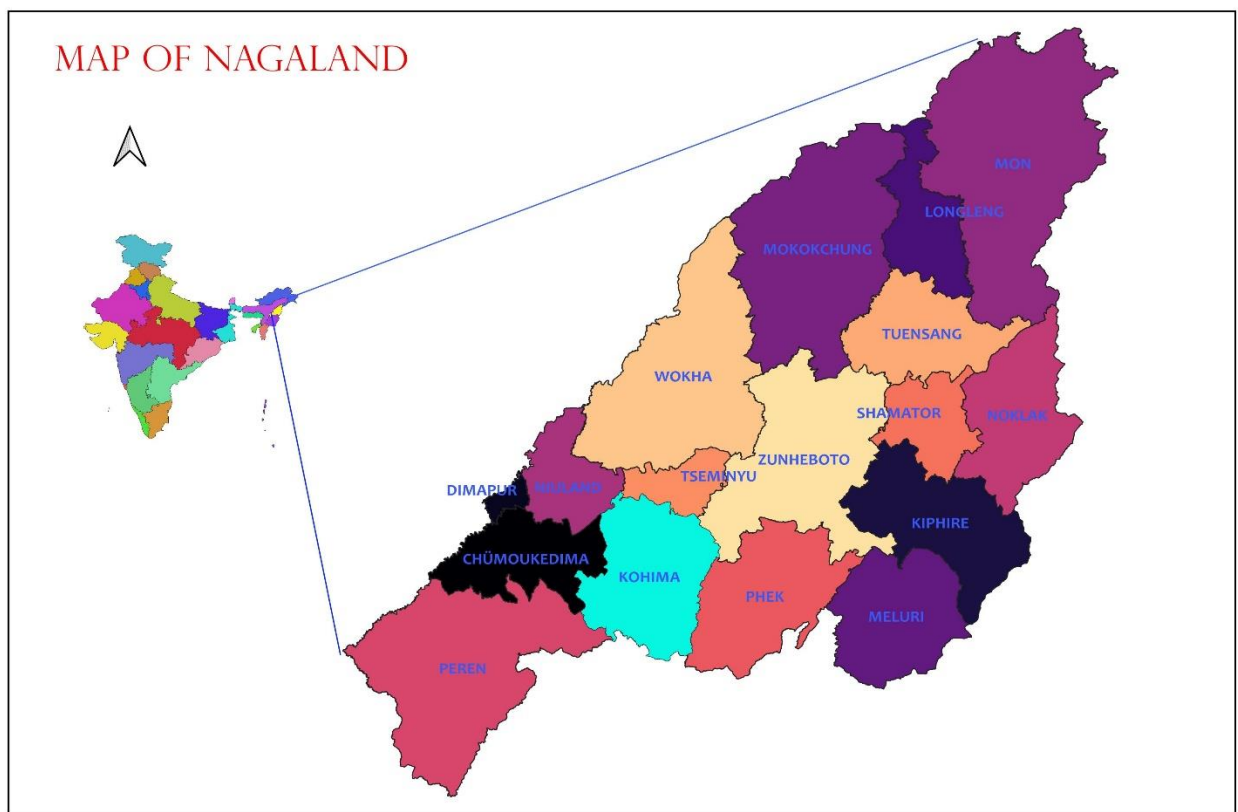 MAP OF NAGALAND
MON
LONGLENG
MOKOKCHUNG
TUENSANG
WOKHA
SHAMATOR
NOKLAK
ZUNHEBOTO
TSEMINYU
NIULAND
DIMAPUR
KIPHIRE
CHÜMOUKEDIMA
KOHIMA
PHEK
MELURI
PEREN